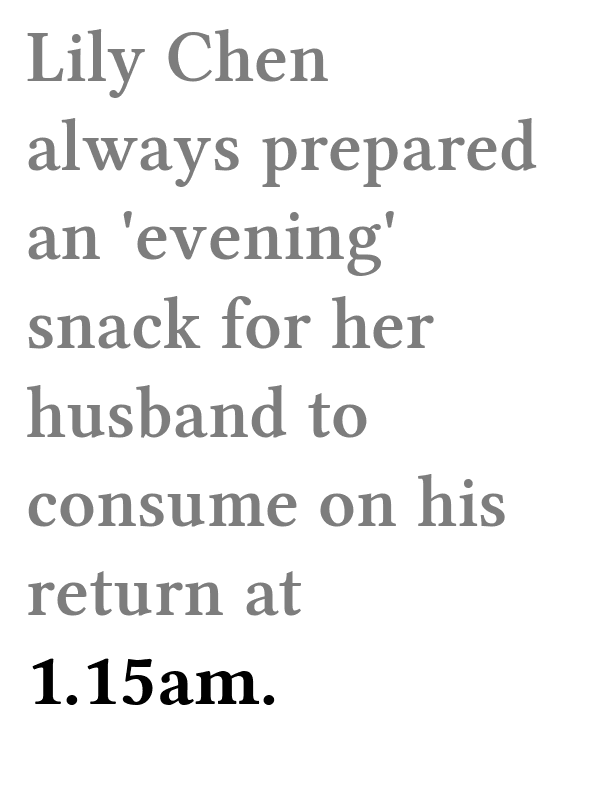 Lily Chen
always prepared
an 'evening'
snack for her
husband to
consume on his
return at
1.15am.